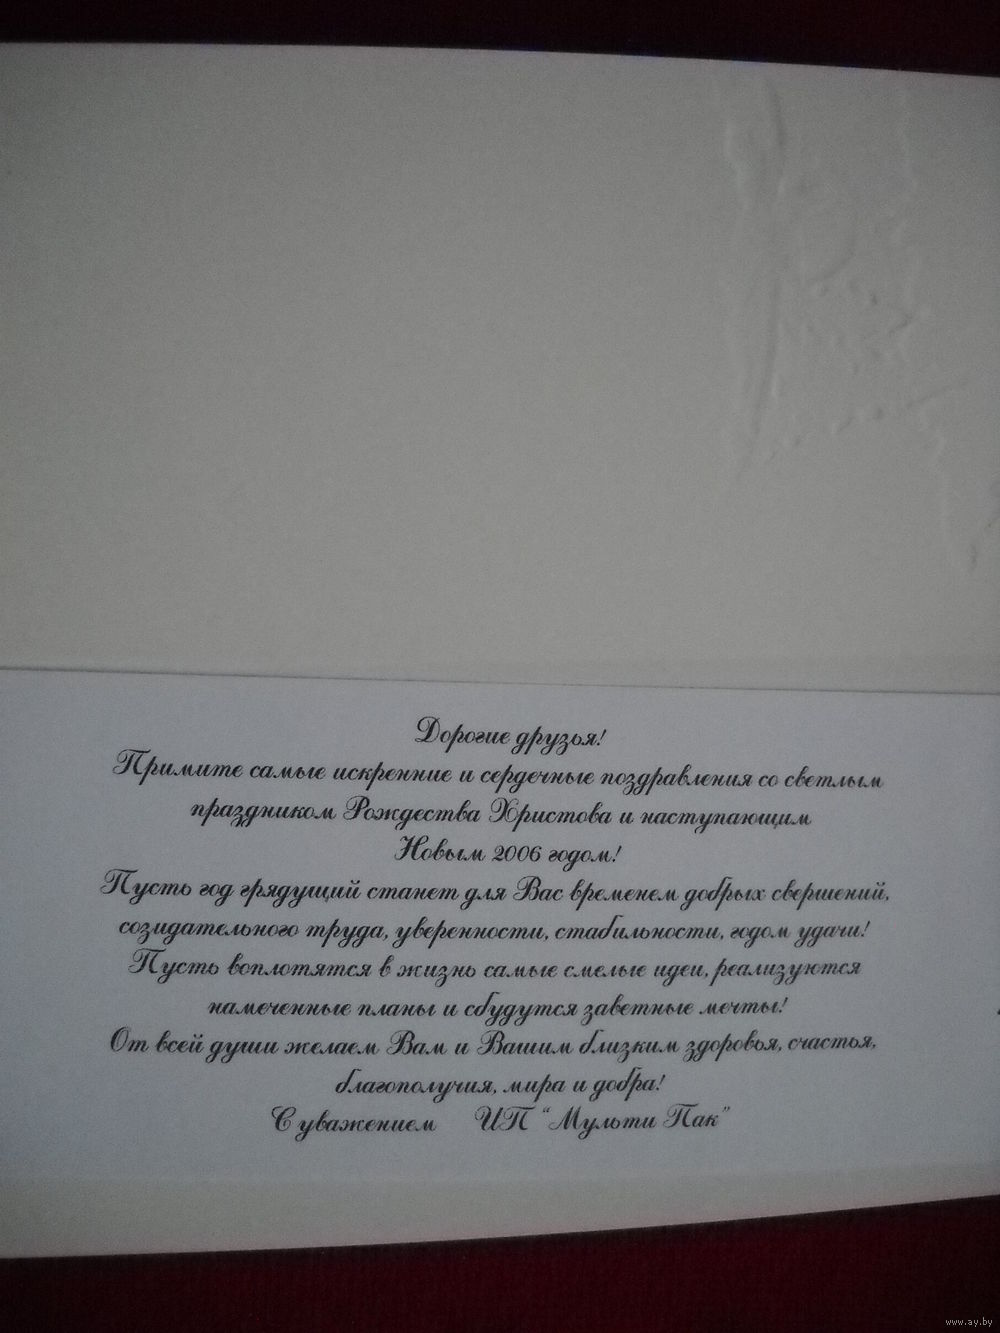 Дорогие друзья!
Примите самые искренние и сердечные поздравления со светлым
праздником Рождества Христова и наступающим
Новым 2006 годом!
Пусть год грядущий станет для Вас временем добрых свершений,
созидательного труда, уверенности, стабильности, годом удачи!
Пусть воплотятся в жизнь самые смелые идеи, реализуются
намеченные планы и сбудутся заветные мечты!
От всей души желаем Вам и Вашим близким здоровья, счастья,
благополучия, мира и добра!
С уважением ИП “Мульти Пак”
www.ay.by